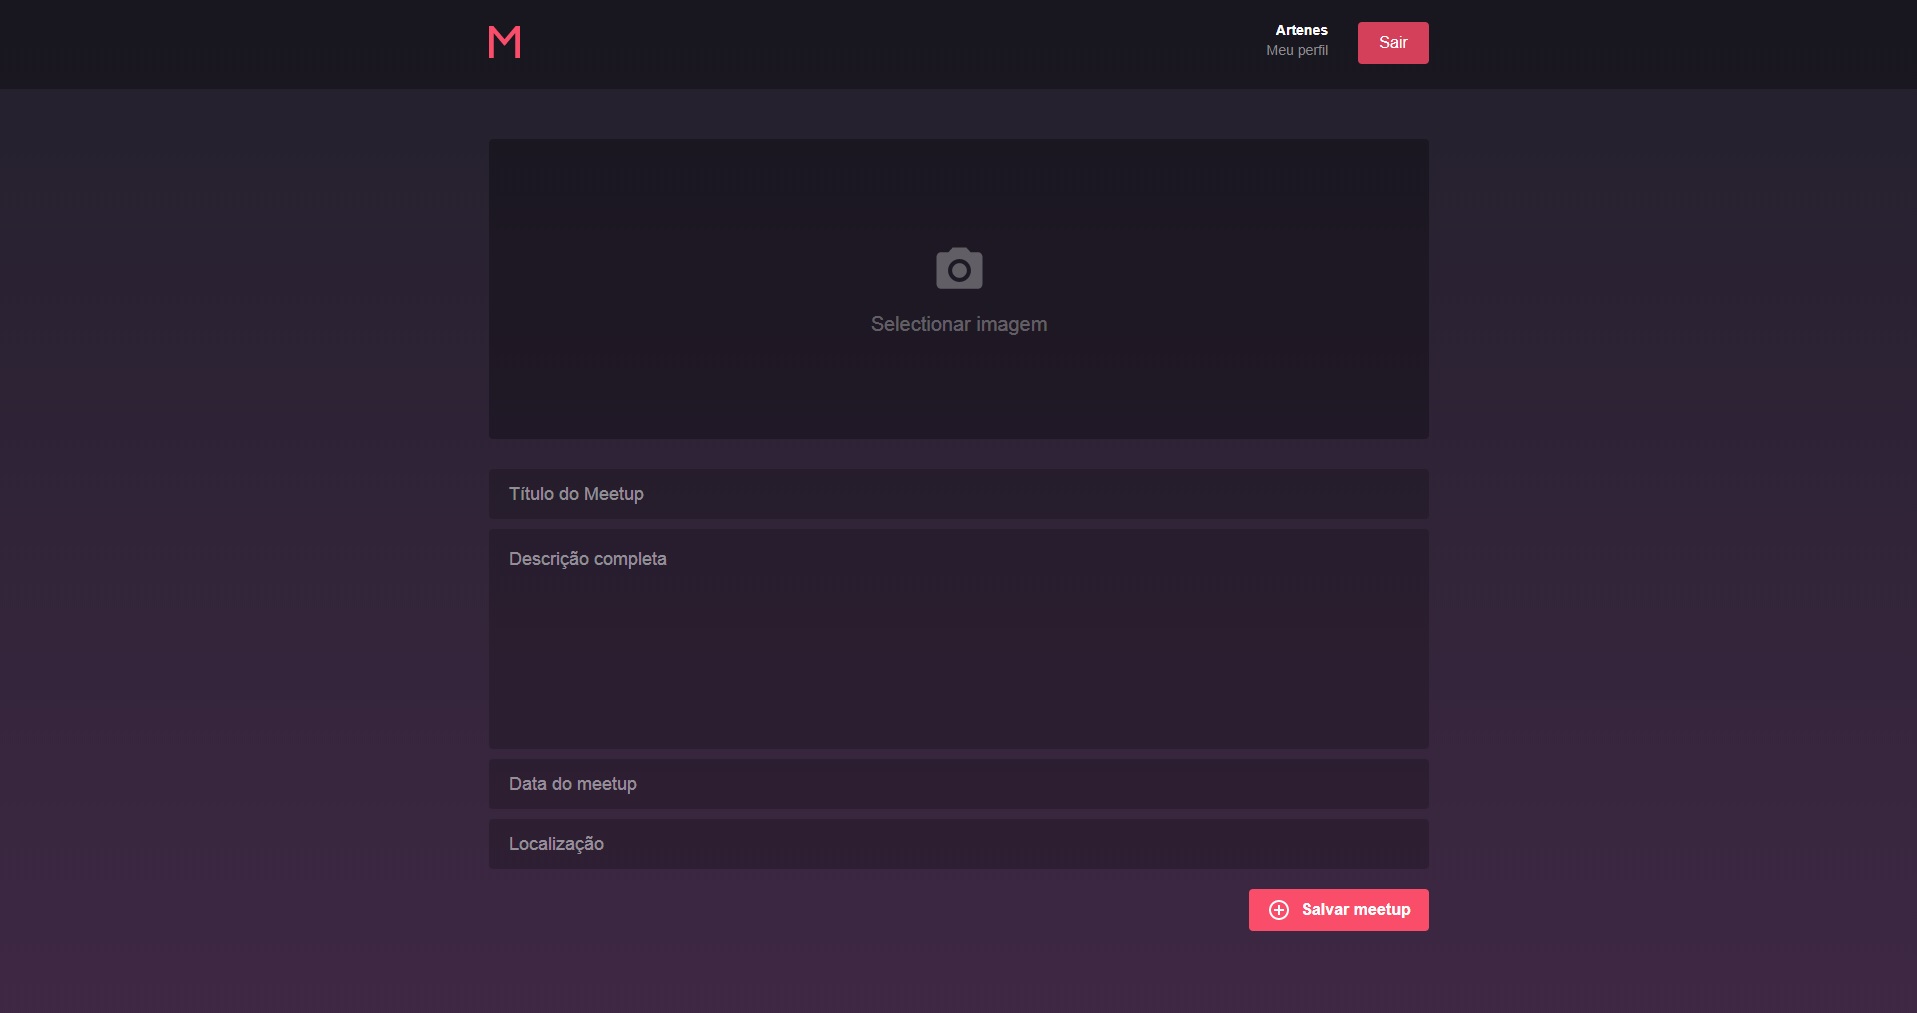 M
Artenes
Meu perfil
Sair
Selectionar imagem
Título do Meetup
Descrição completa
Data do meetup
Localização
Salvar meetup